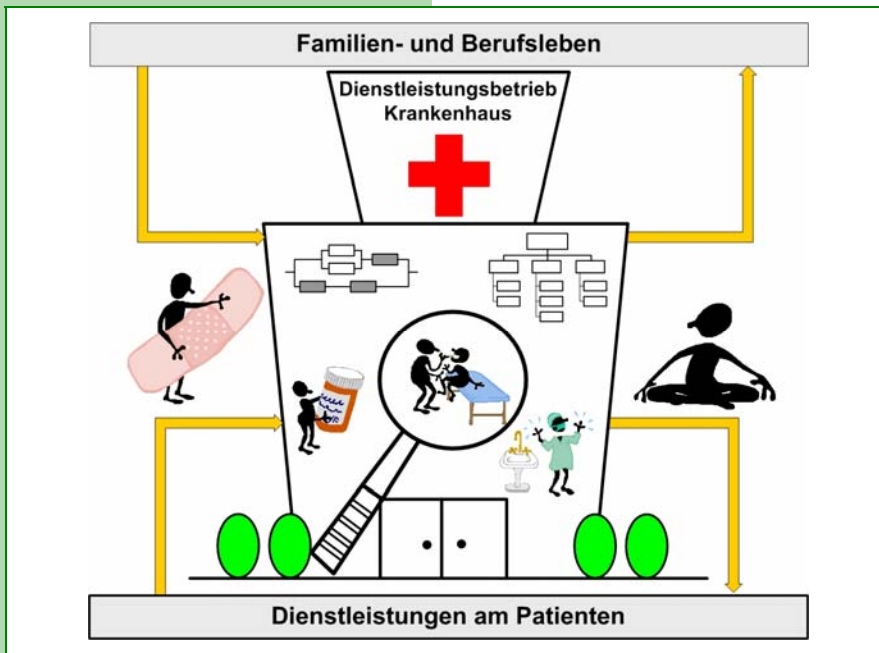 Familien- und Berufsleben
Dienstleistungsbetrieb
Krankenhaus
Dienstleistungen am Patienten